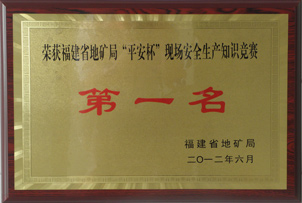 荣获福建省地矿局“平安杯”现场安全生产知识竞赛
第一名
福建省地矿局
二〇一二年六月